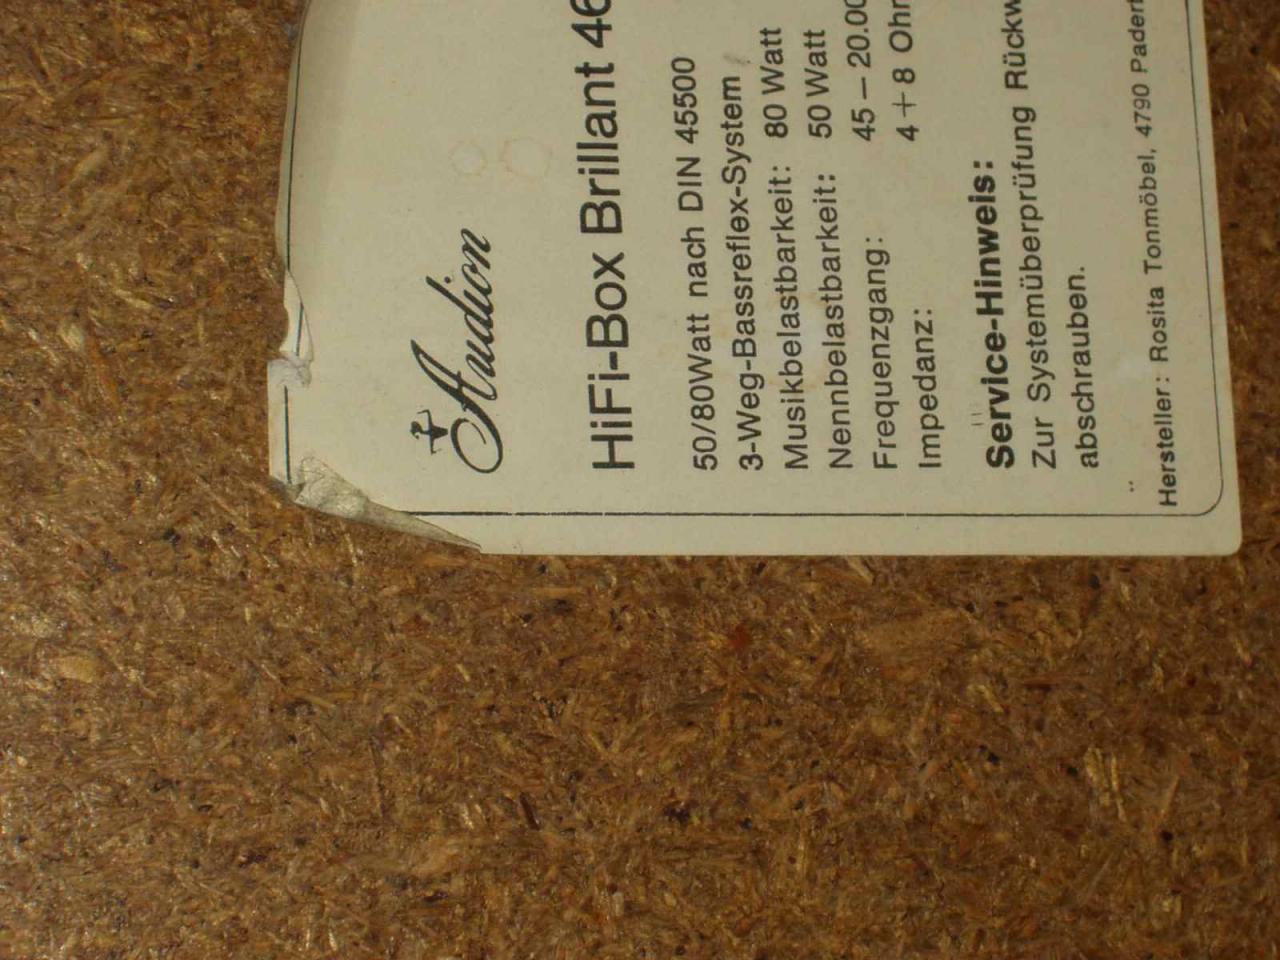 Audion
HiFi-Box Brillant 46
50/80Watt nach DIN 45500
3-Weg-Bassreflex-System
Musikbelastbarkeit: 80 Watt
Nennbelastbarkeit: 50 Watt
Frequenzgang: 45 – 20.00
Impedanz: 4 + 8 Ohm
Service-Hinweis:
Zur Systemüberprüfung Rückw
abschrauben.
Hersteller: Rosita Tonmöbel, 4790 Padert